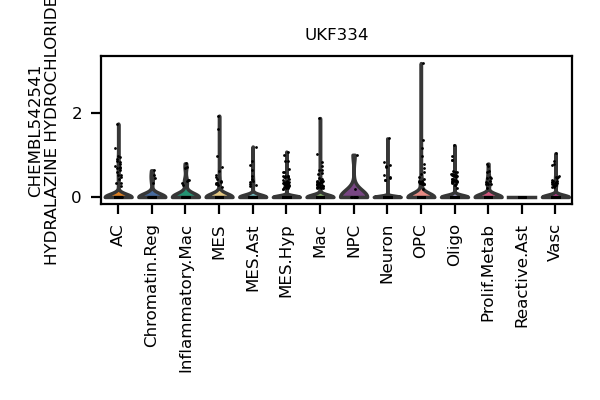 UKF334
CHEMBL542541
HYDRALAZINE HYDROCHLORIDE
2
0
AC
Chromatin.Reg
Inflammatory.Mac
MES
MES.Ast
MES.Hyp
Mac
NPC
Neuron
OPC
Oligo
Prolif.Metab
Reactive.Ast
Vasc